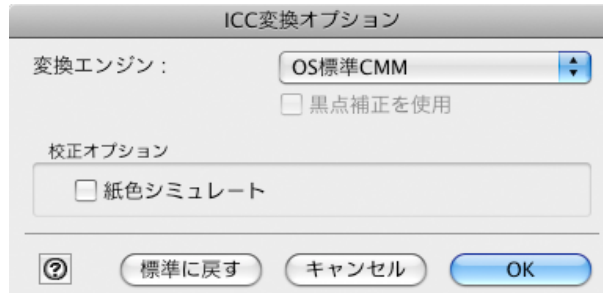 ICC変換オプション
変換エンジン： OS標準CMM
黒点補正を使用
校正オプション
紙色シミュレート
? 標準に戻す キャンセル OK